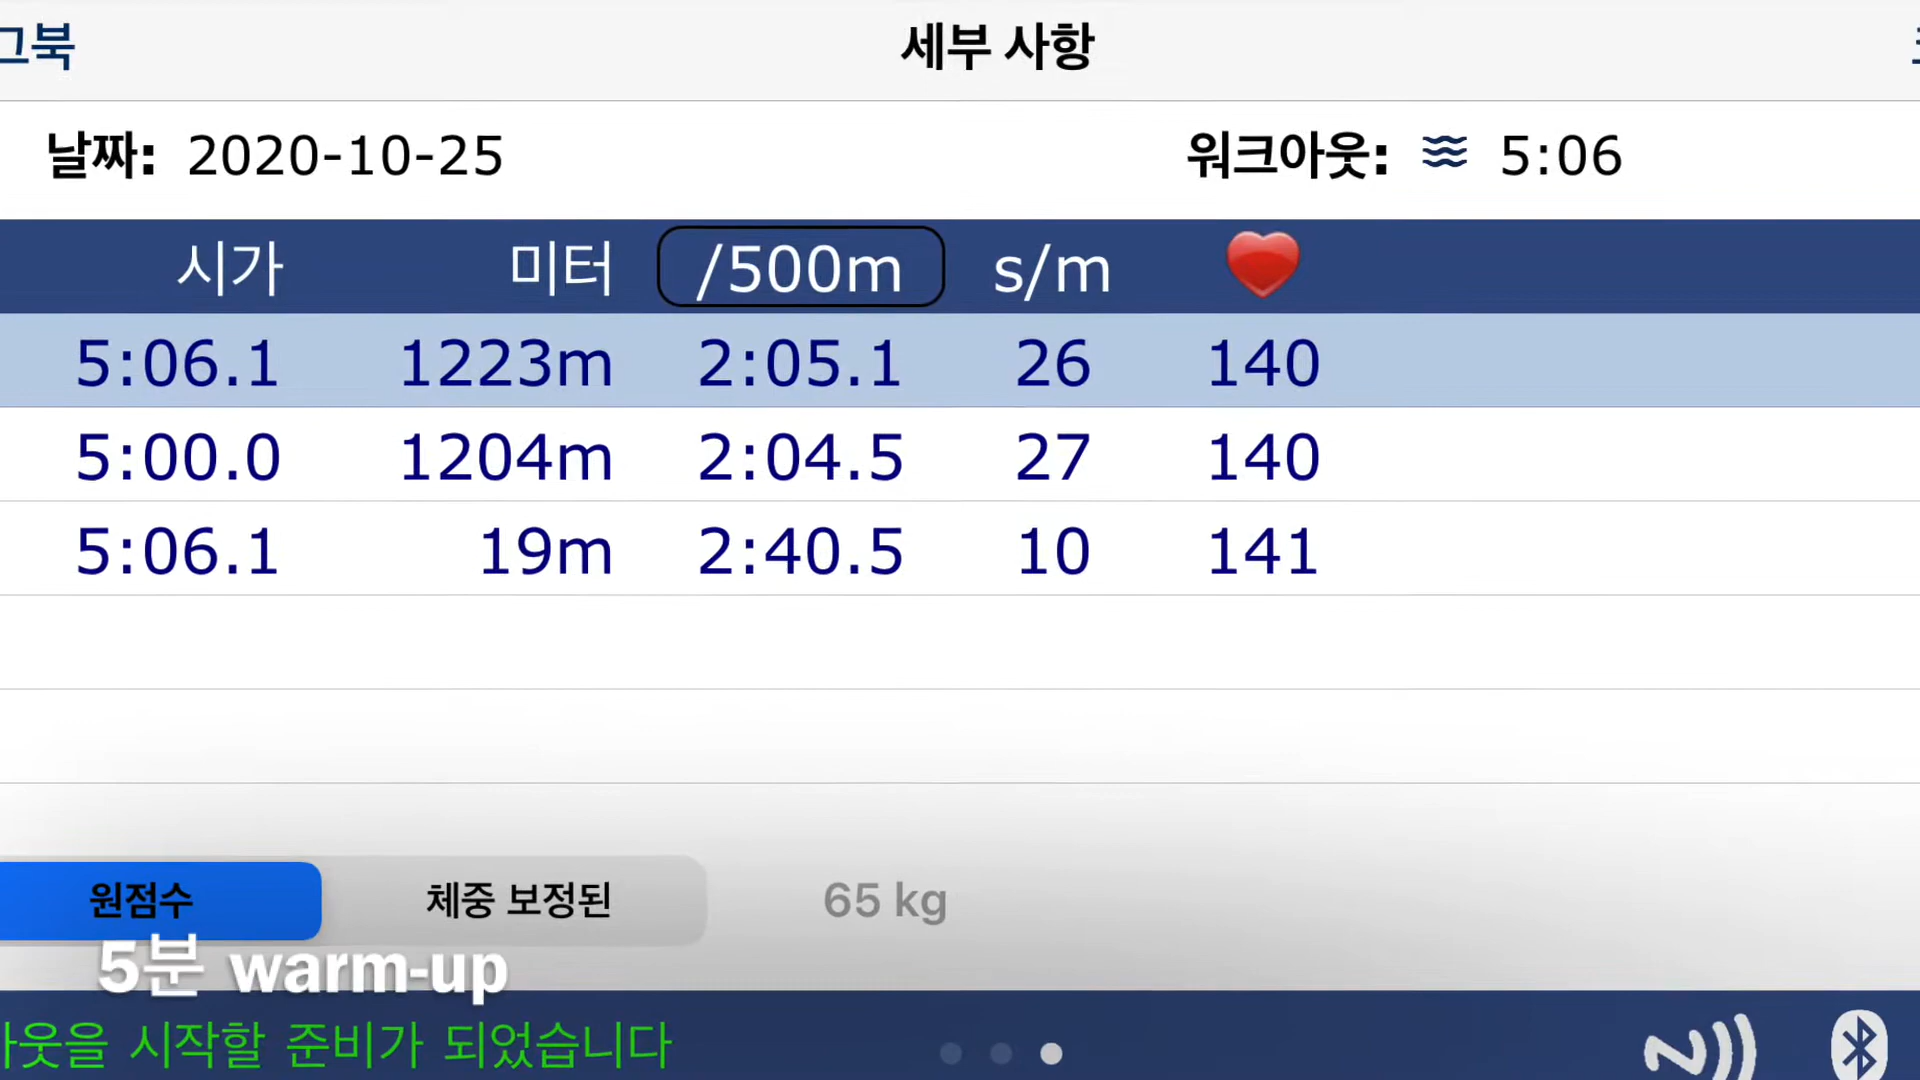 그북 세부 사항
날짜: 2020-10-25 워크아웃: 5:06
시가 미터 /500m s/m
5:06.1 1223m 2:05.1 26 140
5:00.0 1204m 2:04.5 27 140
5:06.1 19m 2:40.5 10 141
원점수 체중 보정된 65 kg
5분 warm-up
아웃을 시작할 준비가 되었습니다